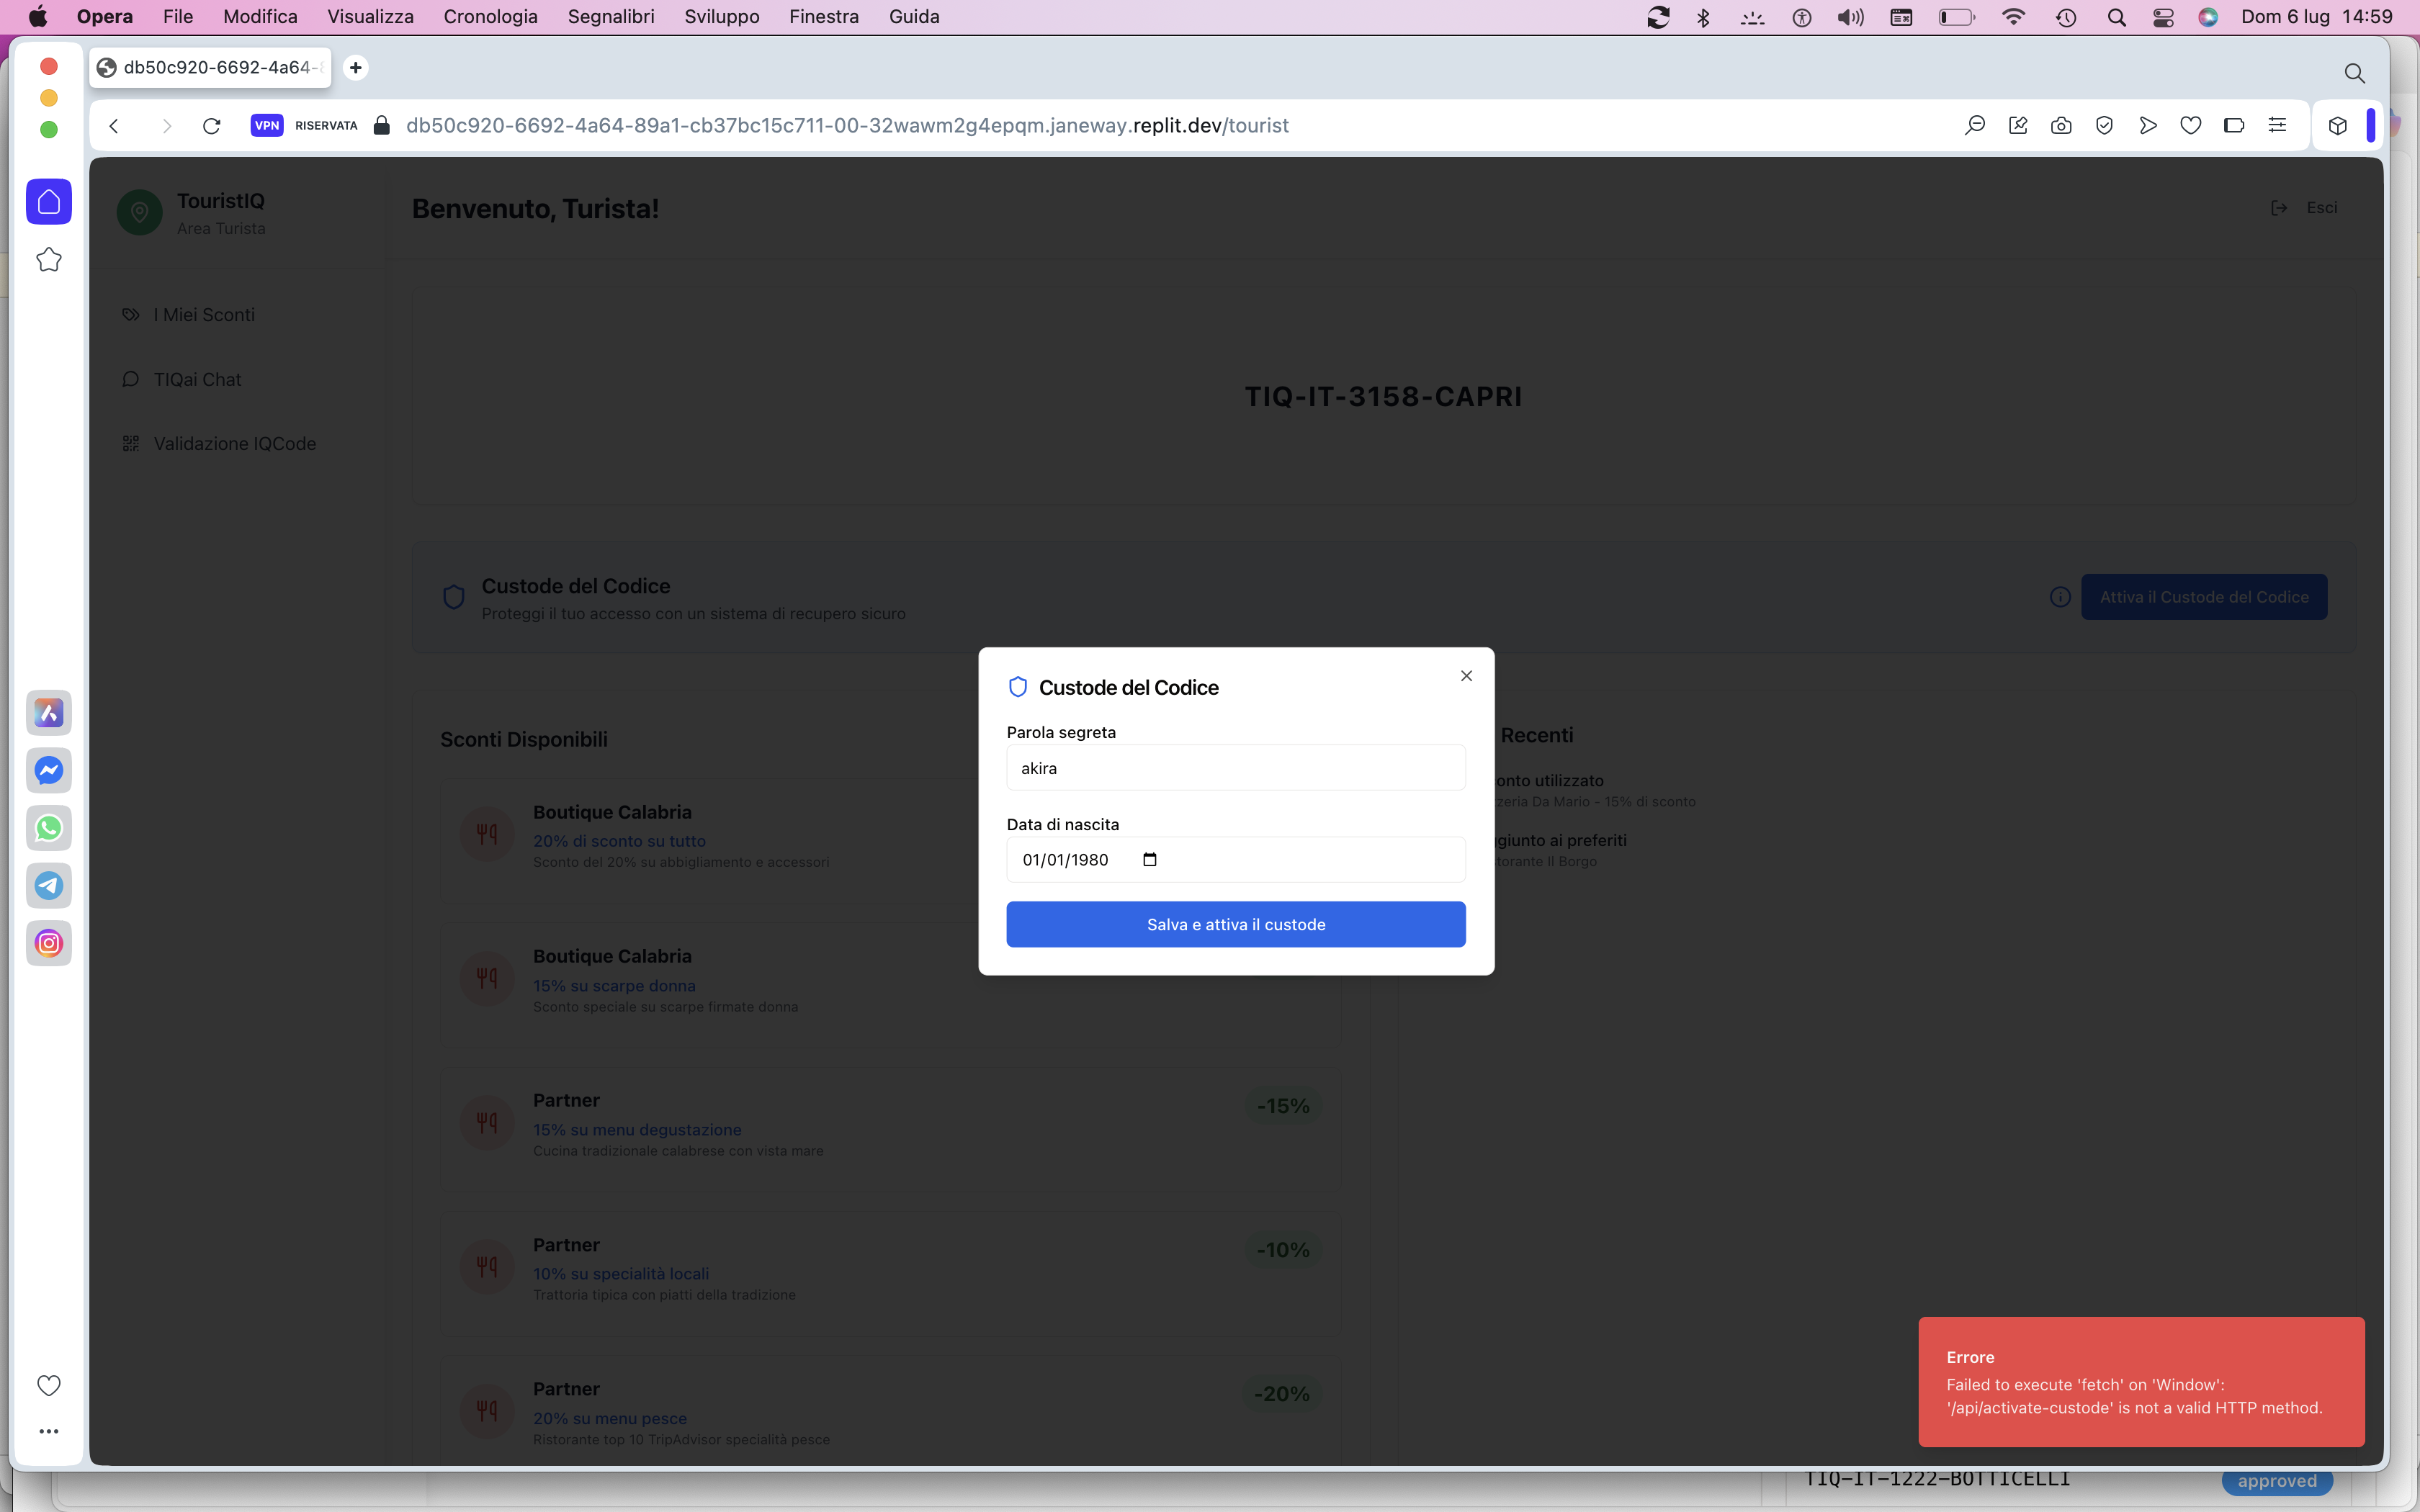 Opera File Modifica Visualizza Cronologia Segnalibri Sviluppo Finestra Guida Dom 6 lug 14:59
db50c920-6692-4a64-8
VPN RISERVATA db50c920-6692-4a64-89a1-cb37bc15c711-00-32wawm2g4epqm.janeway.replit.dev/tourist
TouristIQ
Area Turista
Benvenuto, Turista!
Esci
I Miei Sconti
TIQai Chat
Validazione IQCode
TIQ-IT-3158-CAPRI
Custode del Codice
Proteggi il tuo accesso con un sistema di recupero sicuro
Attiva il Custode del Codice
Custode del Codice
Parola segreta
akira
Data di nascita
01/01/1980
Salva e attiva il custode
Sconti Disponibili
Boutique Calabria
20% di sconto su tutto
Sconto del 20% su abbigliamento e accessori
Boutique Calabria
15% su scarpe donna
Sconto speciale su scarpe firmate donna
Partner
15% su menu degustazione
Cucina tradizionale calabrese con vista mare
-15%
Partner
10% su specialità locali
Trattoria tipica con piatti della tradizione
-10%
Partner
20% su menu pesce
Ristorante top 10 TripAdvisor specialità pesce
-20%
Recenti
conto utilizzato
zzeria Da Mario - 15% di sconto
ggiunto ai preferiti
storante Il Borgo
Errore
Failed to execute 'fetch' on 'Window':
'/api/activate-custode' is not a valid HTTP method.
TIQ-IT-1222-BOTTICELLI
approved